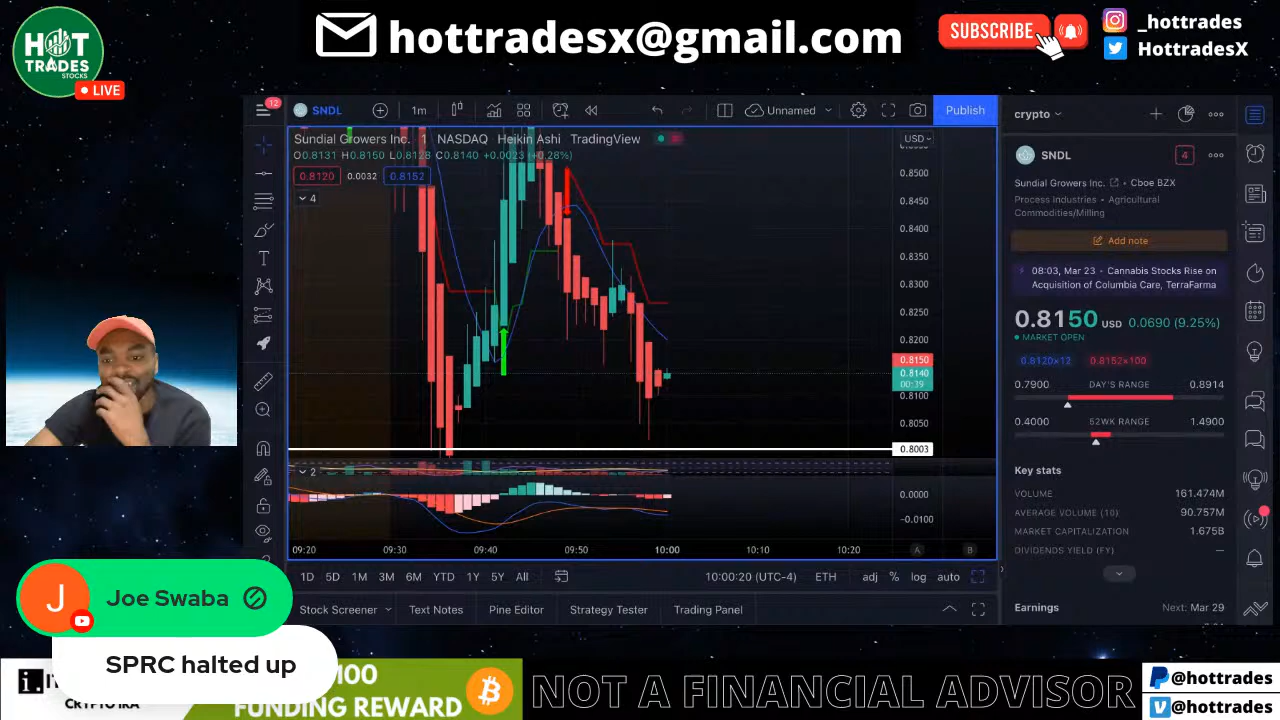 HOT
TRADES
STOCKS
LIVE
hottradesx@gmail.com
SUBSCRIBE
_hottrades
HottradesX
12
SNDL
1m
Unnamed
Publish
Sundial Growers Inc. 1 NASDAQ Heikin Ashi TradingView
O0.8131 H0.8150 L0.8128 C0.8140 +0.0023 (+0.28%)
0.8120 0.0032 0.8152
4
USD
0.8500
0.8450
0.8400
0.8350
0.8300
0.8250
0.8200
0.8150
0.8140
00:39
0.8100
0.8050
0.8003
2
0.0000
-0.0100
09:20 09:30 09:40 09:50 10:00 10:10 10:20 A B
1D 5D 1M 3M 6M YTD 1Y 5Y All
10:00:20 (UTC-4) ETH adj % log auto
Stock Screener Text Notes Pine Editor Strategy Tester Trading Panel
crypto
SNDL
4
Sundial Growers Inc. Cboe BZX
Process Industries • Agricultural
Commodities/Milling
Add note
08:03, Mar 23 - Cannabis Stocks Rise on
Acquisition of Columbia Care, TerraFarma
0.8150 USD 0.0690 (9.25%)
MARKET OPEN
0.8120×12 0.8152×100
0.7900 DAY'S RANGE 0.8914
0.4000 52WK RANGE 1.4900
Key stats
VOLUME 161.474M
AVERAGE VOLUME (10) 90.757M
MARKET CAPITALIZATION 1.675B
DIVIDENDS YIELD (FY) —
Earnings Next: Mar 29
J
Joe Swaba
SPRC halted up
FUNDING REWARD
NOT A FINANCIAL ADVISOR
@hottrades
@hottrades